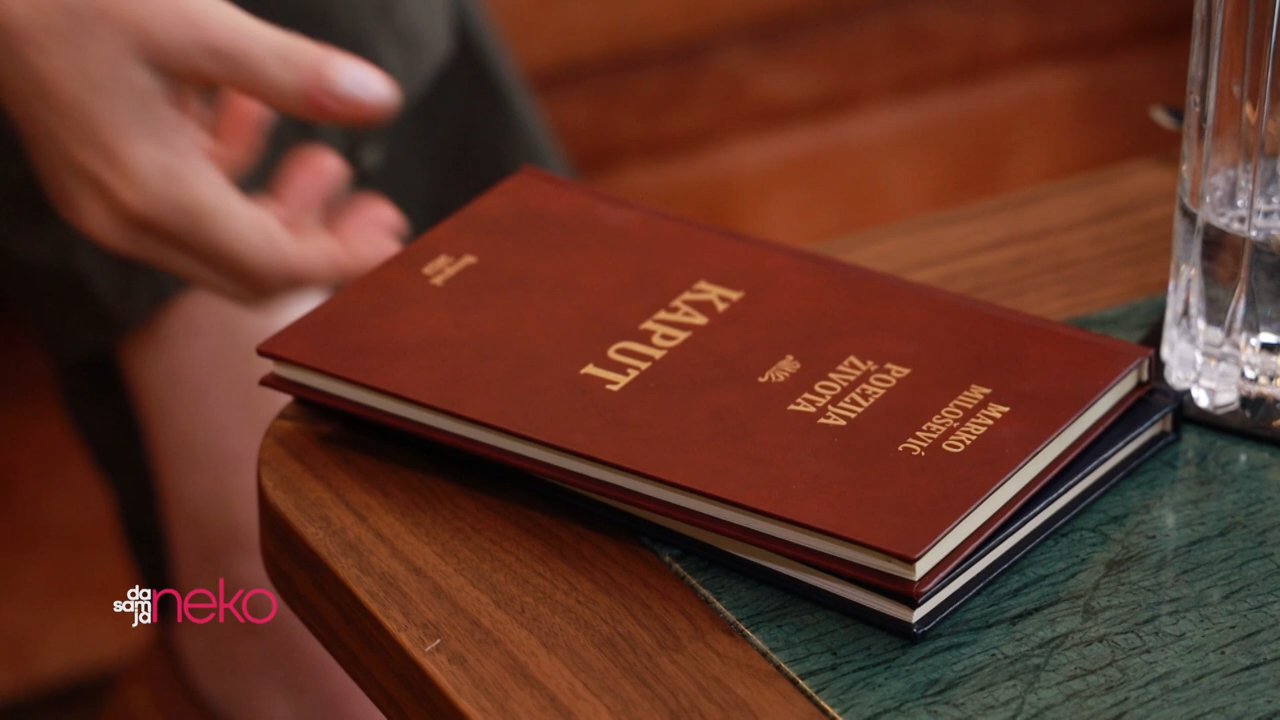 MARKO
MILOŠEVIĆ
POEZIJA
ŽIVOTA
KAPUT
da
sam
ja
neko